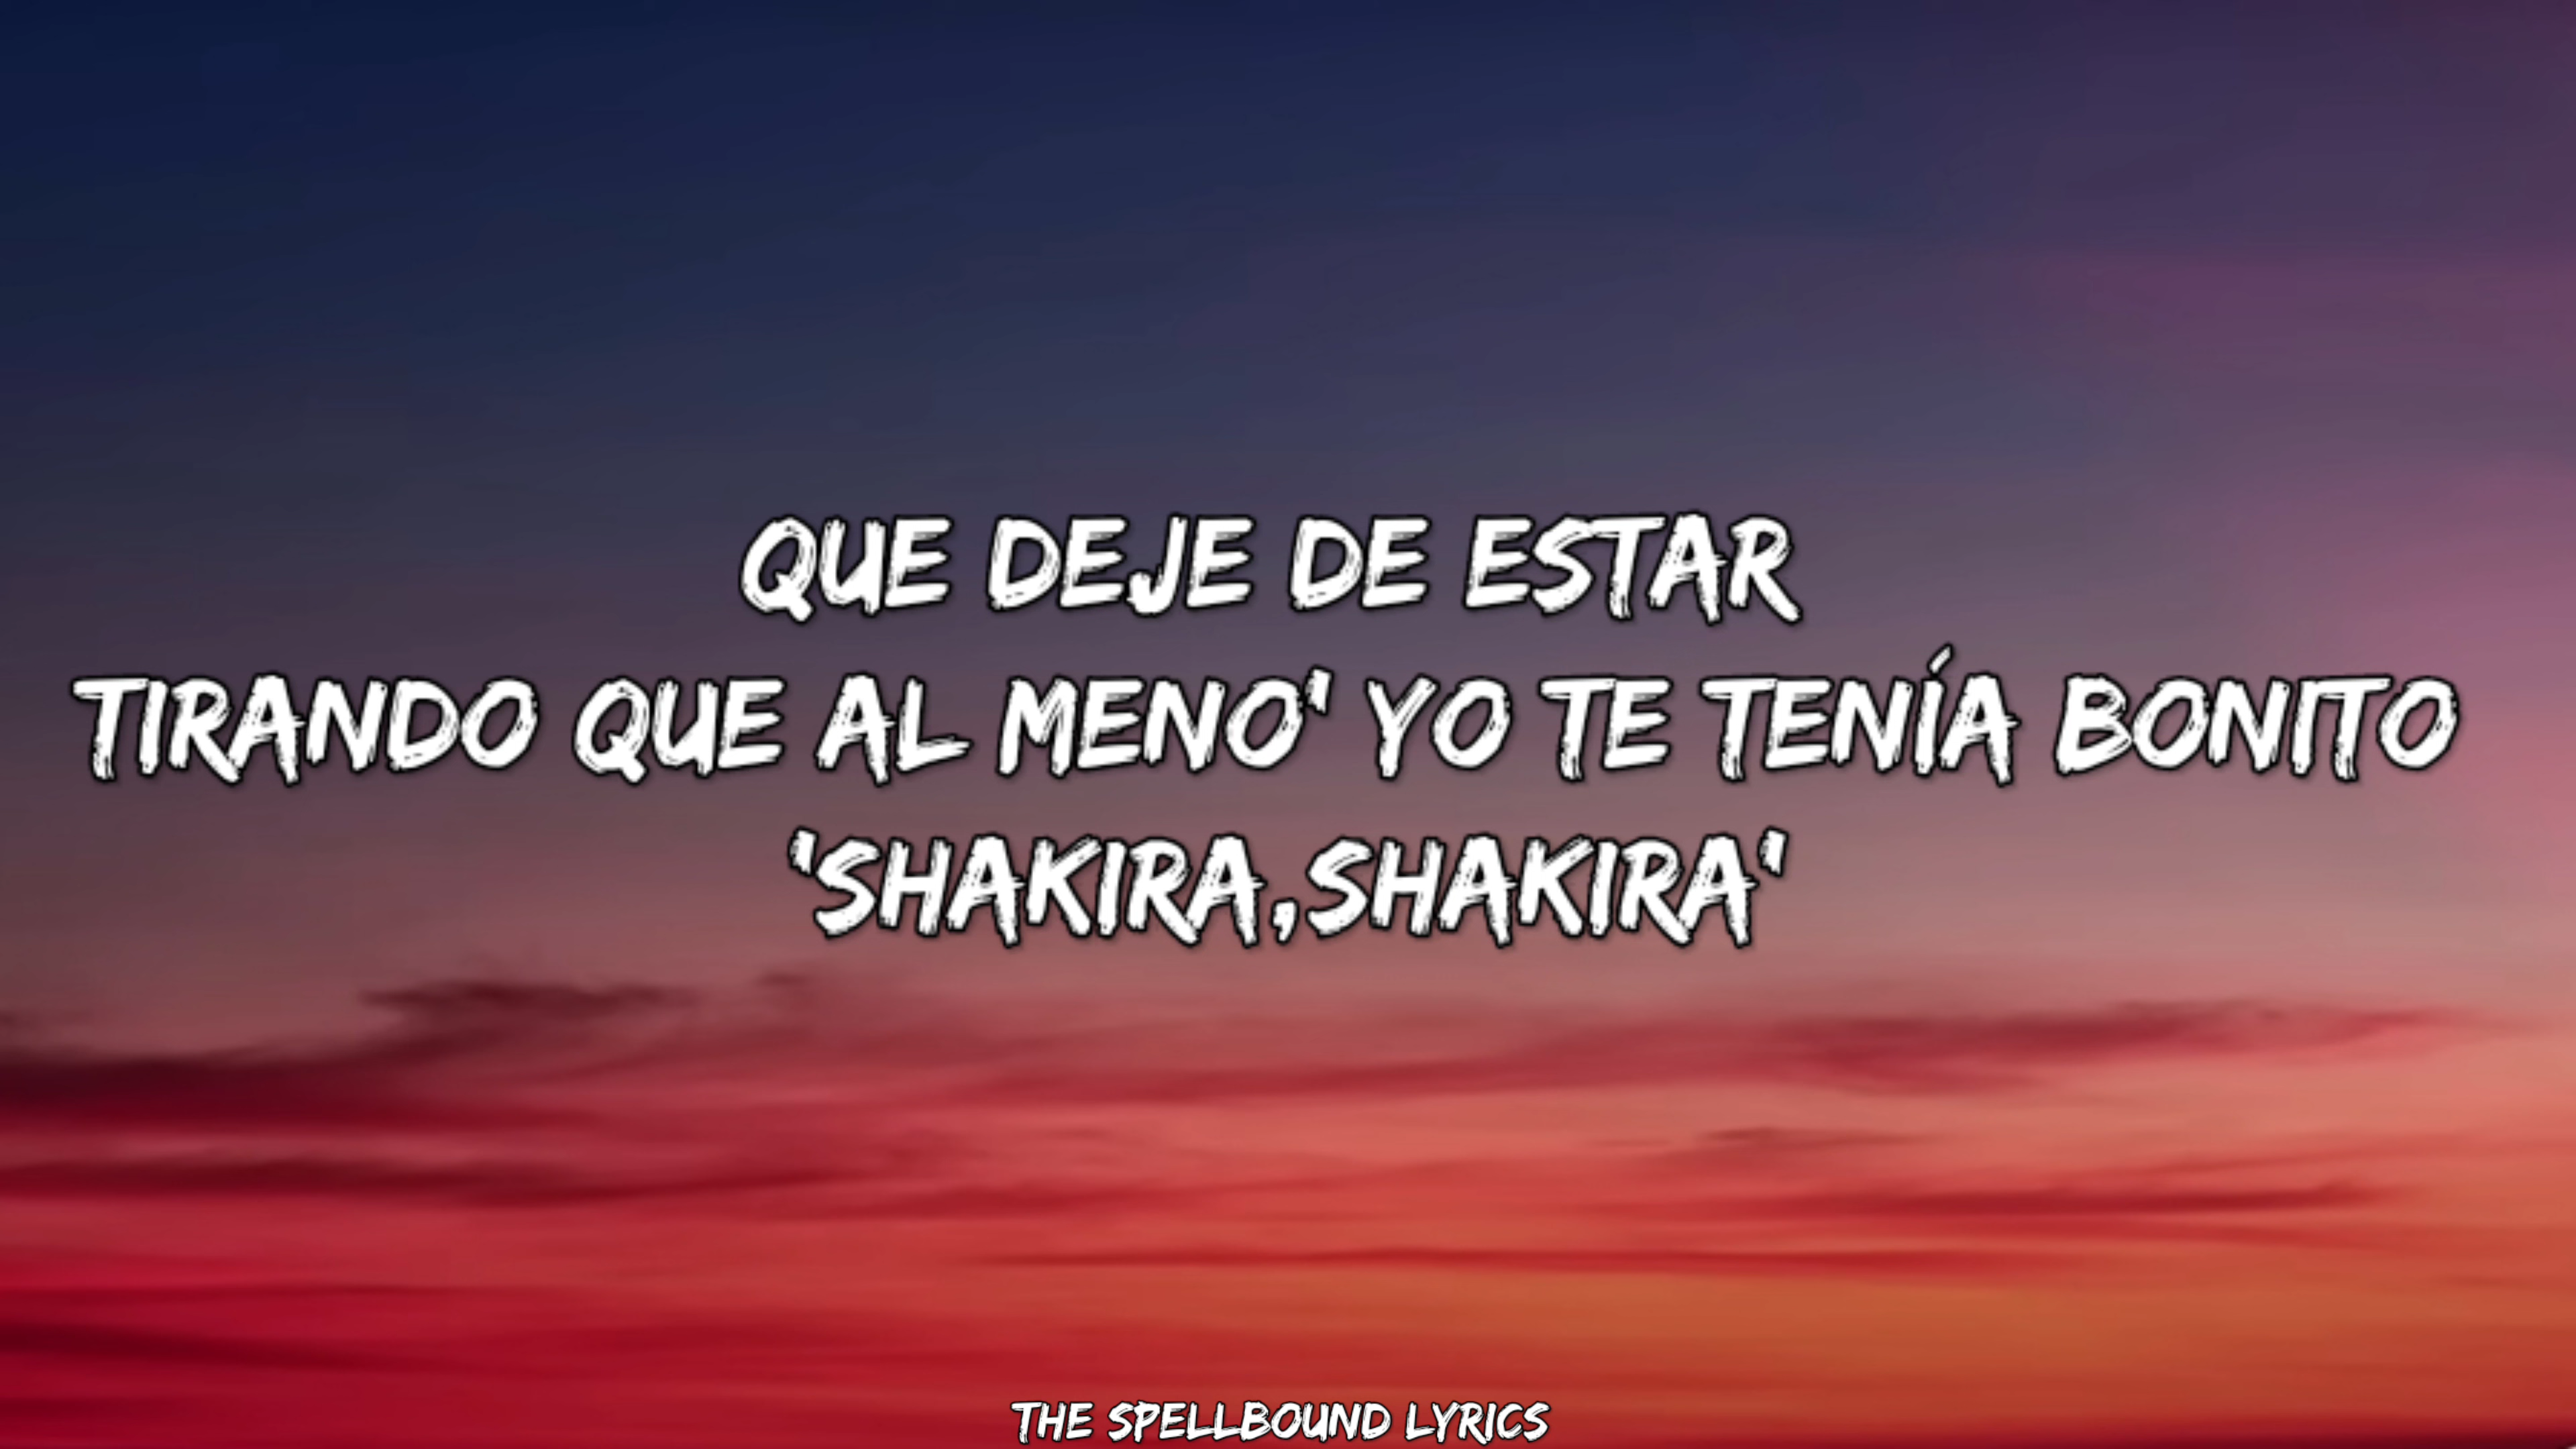 QUE DEJE DE ESTAR
TIRANDO QUE AL MENO' YO TE TENÍA BONITO
'SHAKIRA,SHAKIRA'
THE SPELLBOUND LYRICS